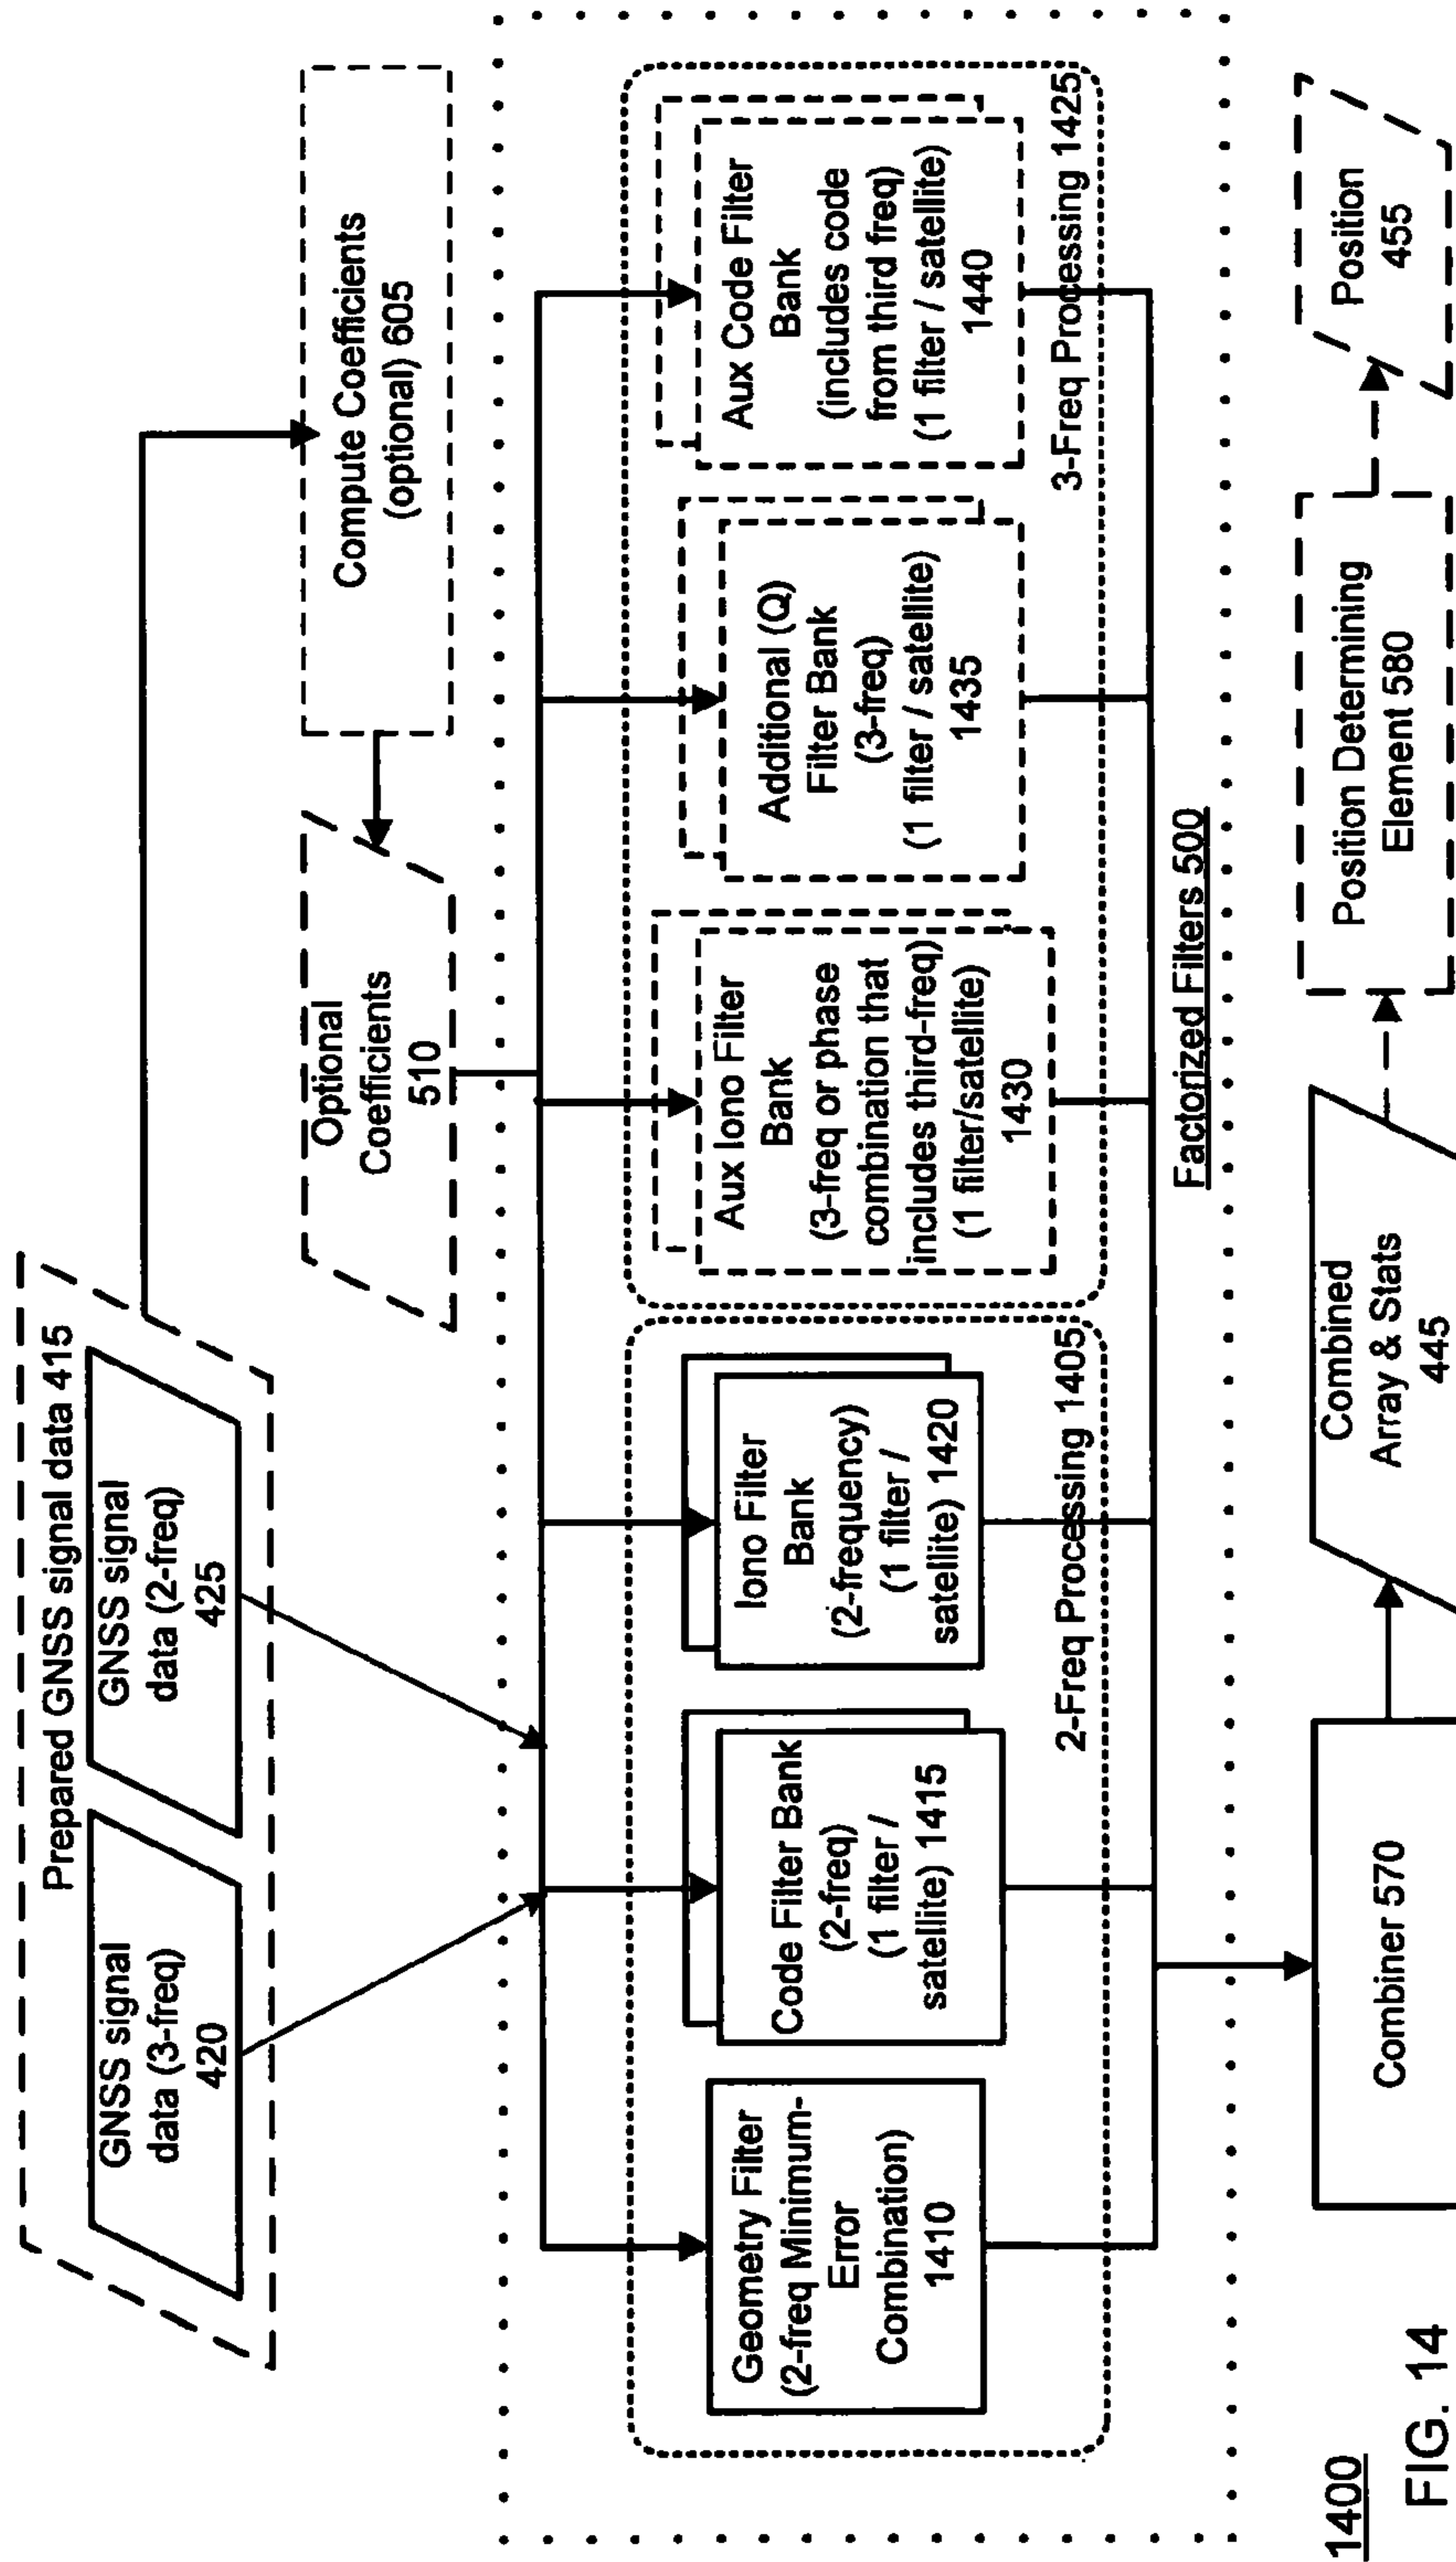 Prepared GNSS signal data 415
GNSS signal
data (3-freq)
420
GNSS signal
data (2-freq)
425
Compute Coefficients
(optional) 605
Optional
Coefficients
510
Geometry Filter
(2-freq Minimum-
Error
Combination)
1410
Code Filter Bank
(2-freq)
(1 filter /
satellite) 1415
Iono Filter
Bank
(2-frequency)
(1 filter /
satellite) 1420
2-Freq Processing 1405
Aux Iono Filter
Bank
(3-freq or phase
combination that
includes third-freq)
(1 filter/satellite)
1430
Additional (Q)
Filter Bank
(3-freq)
(1 filter / satellite)
1435
Aux Code Filter
Bank
(includes code
from third freq)
(1 filter / satellite)
1440
3-Freq Processing 1425
Factorized Filters 500
Combiner 570
Combined
Array & Stats
445
Position Determining
Element 580
Position
455
1400
FIG. 14